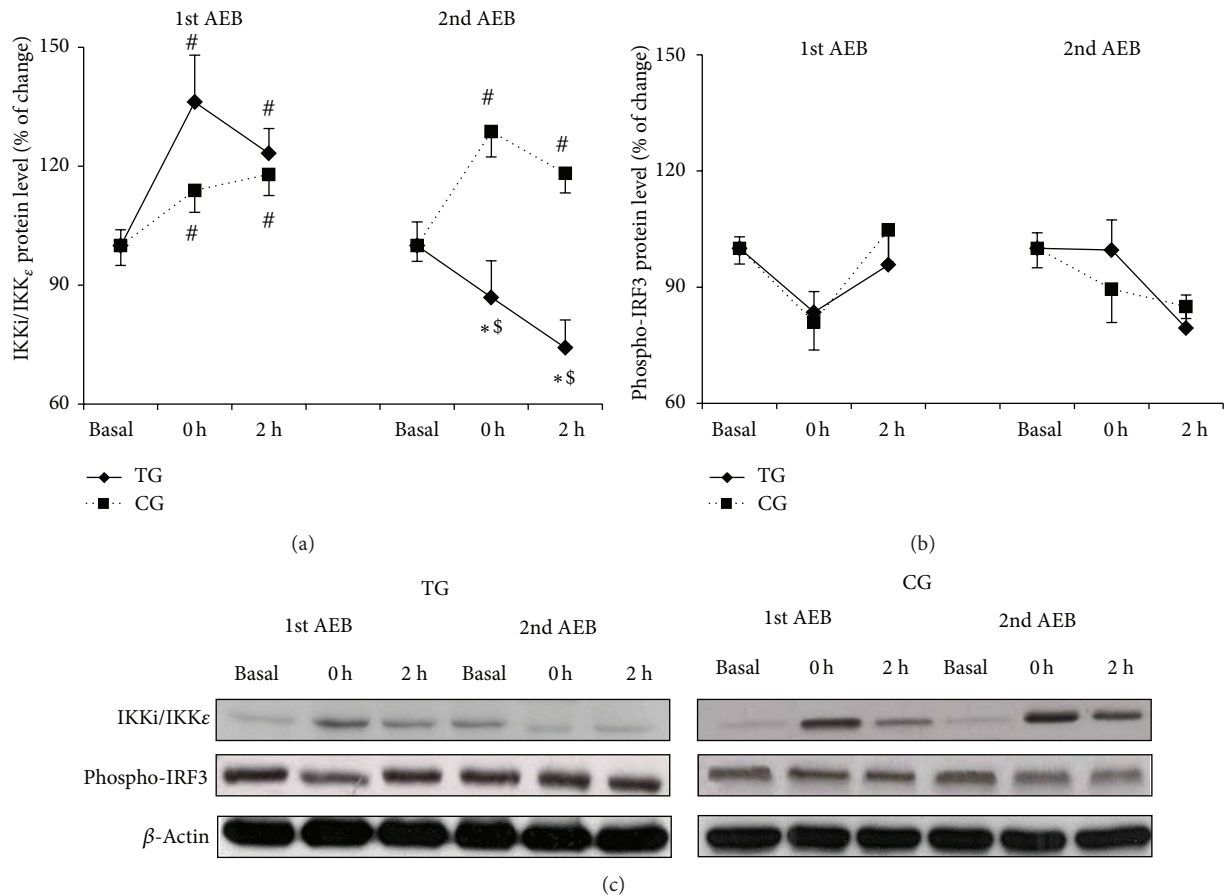 1st AEB 2nd AEB
IKKi/IKKε protein level (% of change)
150
120
90
60
# # # # # #
*$ *$
Basal 0 h 2 h Basal 0 h 2 h
TG
CG
(a)
1st AEB 2nd AEB
Phospho-IRF3 protein level (% of change)
150
120
90
60
Basal 0 h 2 h Basal 0 h 2 h
TG
CG
(b)
TG CG
1st AEB 2nd AEB 1st AEB 2nd AEB
Basal 0 h 2 h Basal 0 h 2 h Basal 0 h 2 h Basal 0 h 2 h
IKKi/IKKε
Phospho-IRF3
β-Actin
(c)